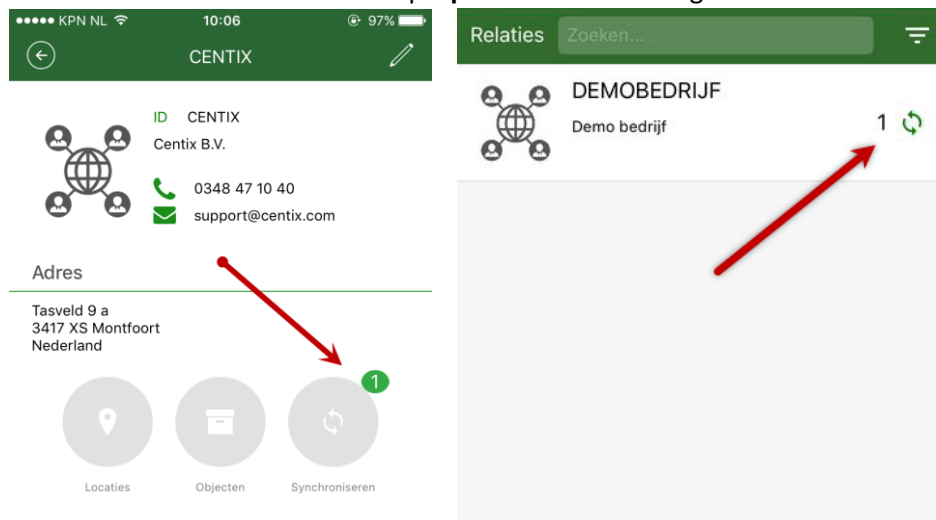 KPN NL 10:06 97%
CENTIX
ID CENTIX
Centix B.V.
0348 47 10 40
support@centix.com
Adres
Tasveld 9 a
3417 XS Montfoort
Nederland
1
Locaties Objecten Synchroniseren
Relaties Zoeken...
DEMOBEDRIJF
Demo bedrijf
1